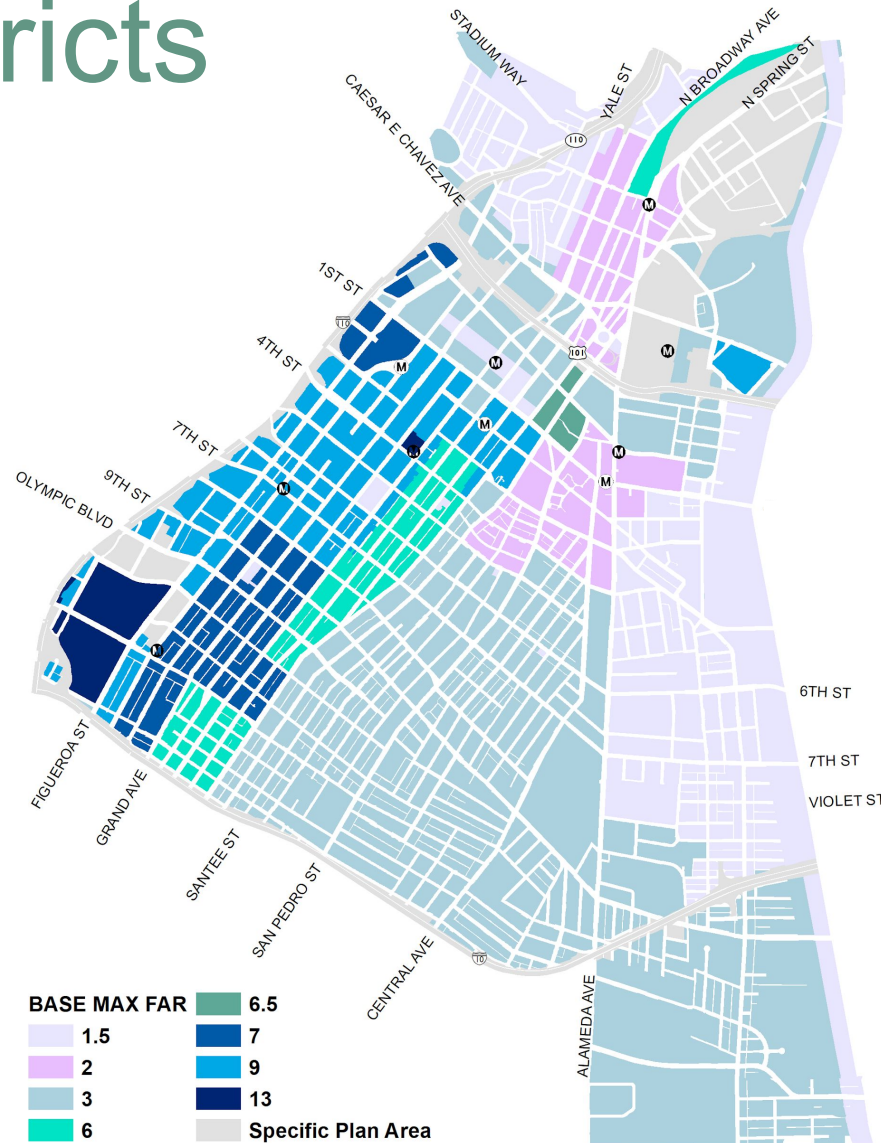 ricts
STADIUM WAY
YALE ST
N BROADWAY AVE
N SPRING ST
CAESAR E CHAVEZ AVE
110
M
1ST ST
110
4TH ST
101
M
M
M
M
7TH ST
M
M
M
9TH ST
M
OLYMPIC BLVD
M
6TH ST
7TH ST
VIOLET ST
FIGUEROA ST
GRAND AVE
SANTEE ST
SAN PEDRO ST
CENTRAL AVE
10
ALAMEDA AVE
BASE MAX FAR
1.5
2
3
6
6.5
7
9
13
Specific Plan Area